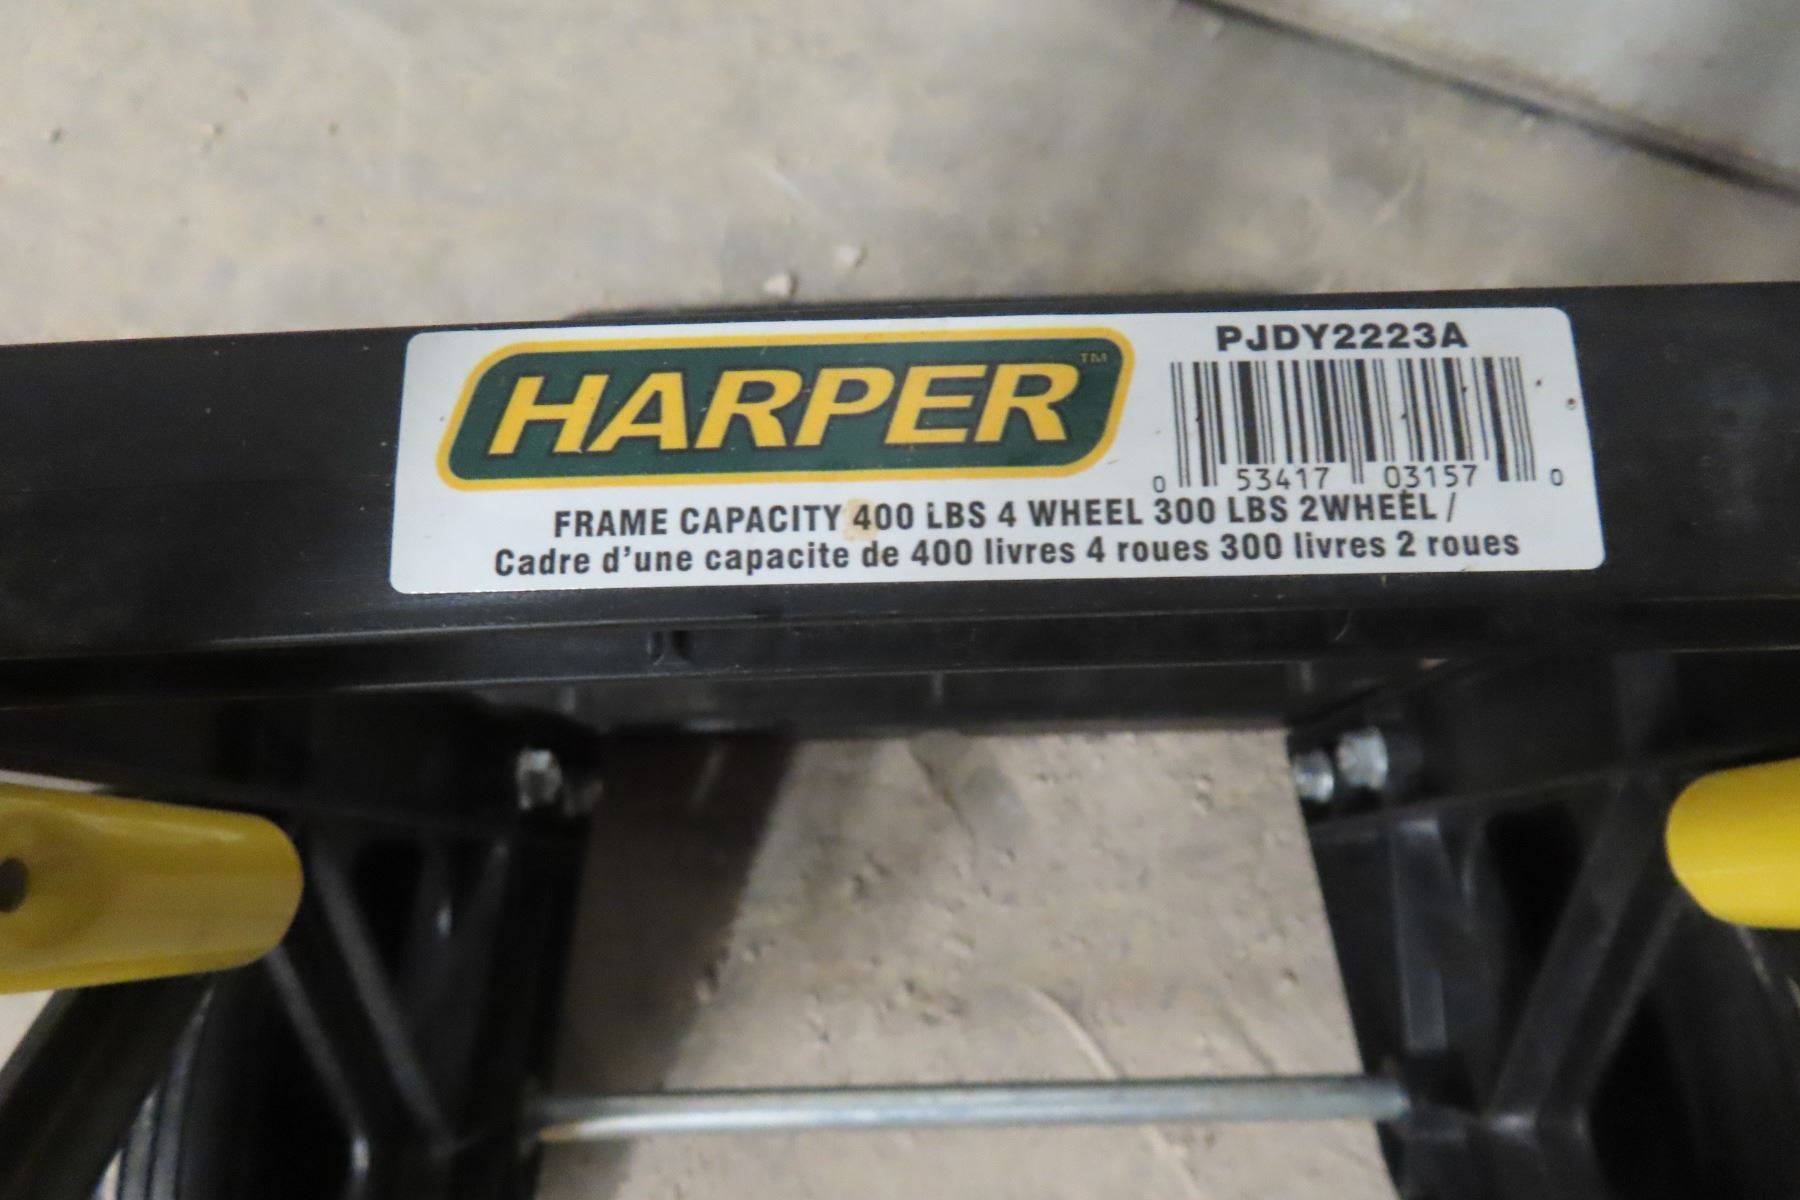 HARPER™
PJDY2223A
0 53417 03157 0
FRAME CAPACITY 400 LBS 4 WHEEL 300 LBS 2WHEEL /
Cadre d'une capacite de 400 livres 4 roues 300 livres 2 roues